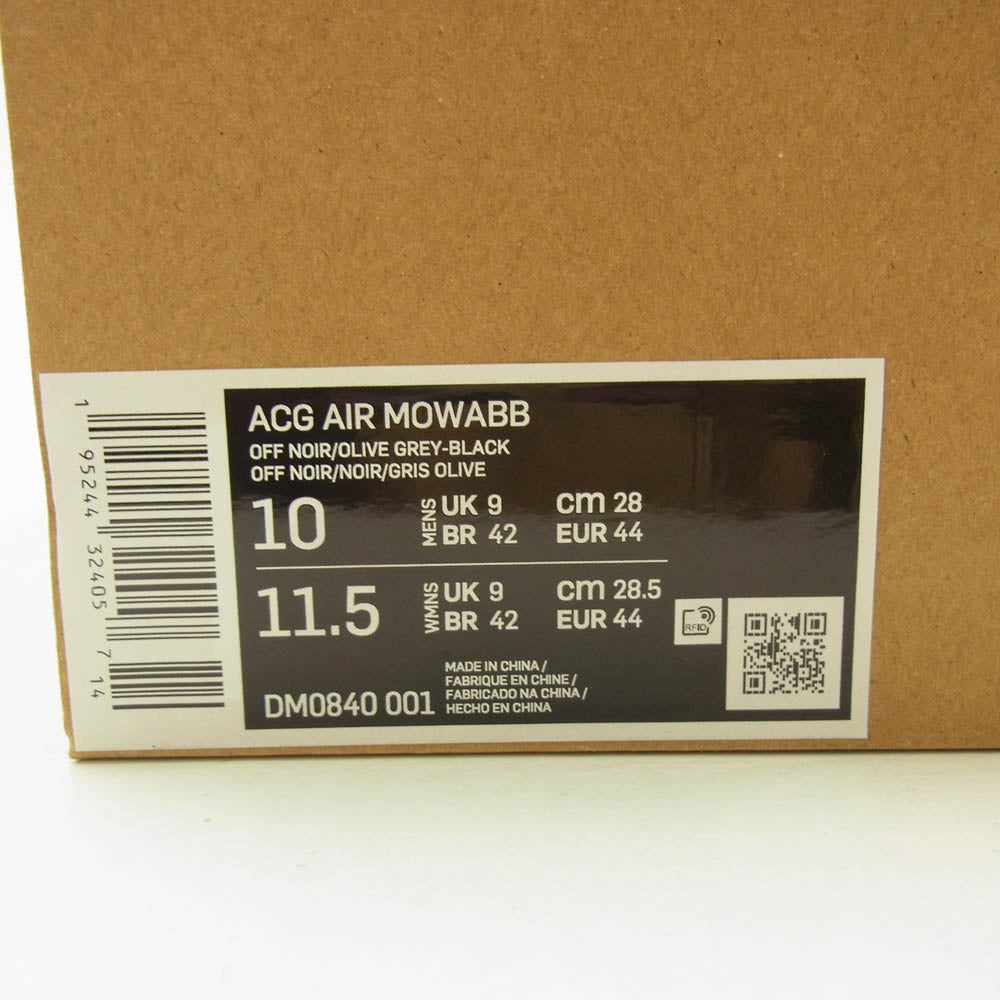 ACG AIR MOWABB
OFF NOIR/OLIVE GREY-BLACK
OFF NOIR/NOIR/GRIS OLIVE
10 MENS UK 9 cm 28
BR 42 EUR 44
11.5 WMNS UK 9 cm 28.5
BR 42 EUR 44
RFID
MADE IN CHINA /
FABRIQUE EN CHINE /
FABRICADO NA CHINA /
HECHO EN CHINA
DM0840 001
1 95244 32405 7 14